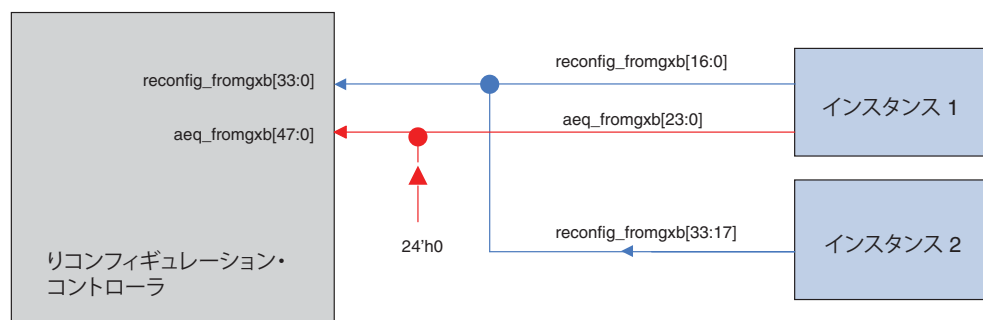 reconfig_fromgxb[33:0]
aeq_fromgxb[47:0]
りコンフィギュレーション・
コントローラ
reconfig_fromgxb[16:0]
aeq_fromgxb[23:0]
24'h0
reconfig_fromgxb[33:17]
インスタンス 1
インスタンス 2